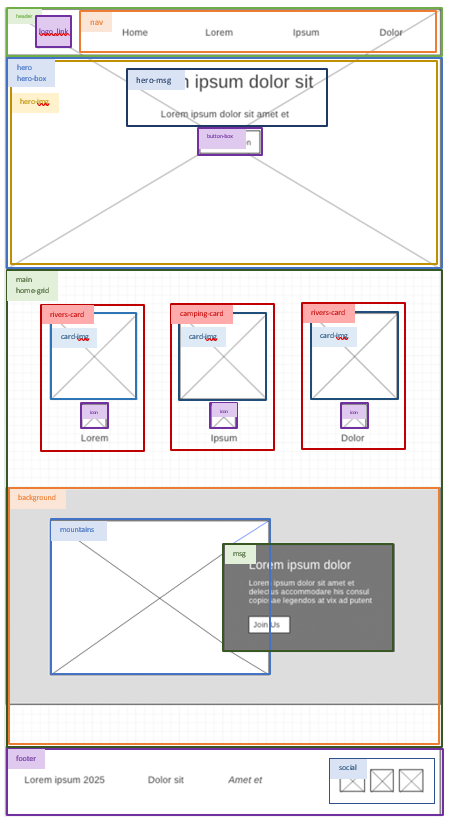 header
logo_link
nav
Home
Lorem
Ipsum
Dolor
hero
hero-box
hero-img
hero-msg
ipsum dolor sit
Lorem ipsum dolor sit amet et
button-box
main
home-grid
rivers-card
card-img
icon
Lorem
camping-card
card-img
icon
Ipsum
rivers-card
card-img
icon
Dolor
background
mountains
msg
Lorem ipsum dolor
Lorem ipsum dolor sit amet et
delectus accommodare his consul
copiosae legendos at vix ad putent
Join Us
footer
Lorem ipsum 2025
Dolor sit
Amet et
social